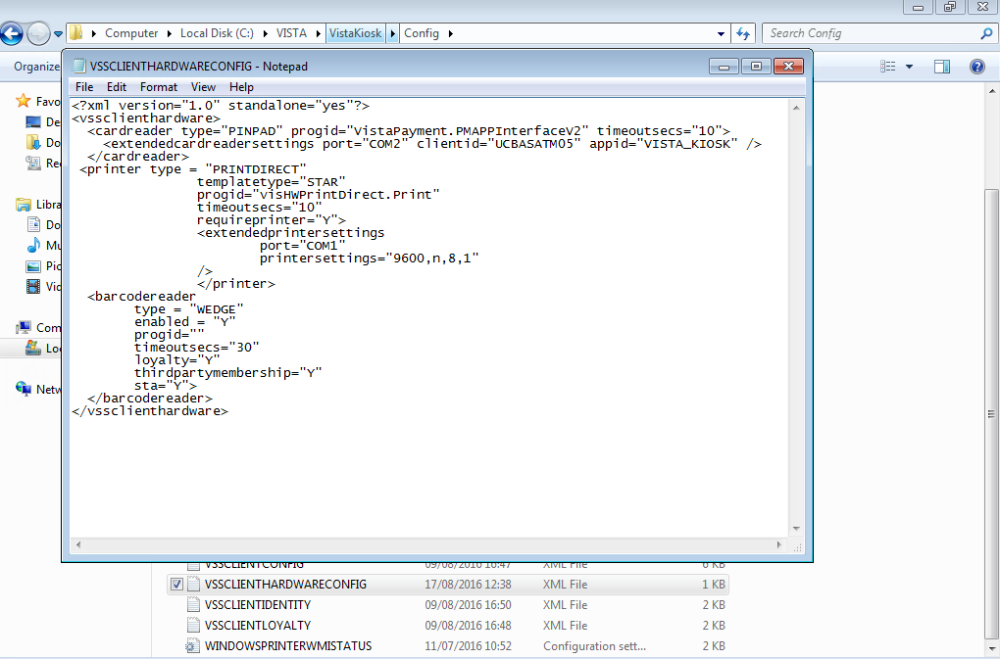 Computer Local Disk (C:) VISTA VistaKiosk Config
Search Config
Organize
VSSCLIENTHARDWARECONFIG - Notepad
File Edit Format View Help
<?xml version="1.0" standalone="yes"?>
<vssclienthardware>
<cardreader type="PINPAD" progid="VistaPayment.PMAPPInterfaceV2" timeoutsecs="10">
<extendedcardreadersettings port="COM2" clientid="UCBASATM05" appid="VISTA_KIOSK" />
</cardreader>
<printer type = "PRINTDIRECT"
templatetype="STAR"
progid="visHWPrintDirect.Print"
timeoutsecs="10"
requireprinter="Y">
<extendedprintersettings
port="COM1"
printersettings="9600,n,8,1"
/>
</printer>
<barcodereader
type = "WEDGE"
enabled = "Y"
progid=""
timeoutsecs="30"
loyalty="Y"
thirdpartymembership="Y"
sta="Y">
</barcodereader>
</vssclienthardware>
Favo
De
Do
Rec
Libra
Do
Mu
Pic
Vid
Com
Loc
Netw
VSSCLIENTCONFIG 09/08/2016 16:47 XML File 6 KB
VSSCLIENTHARDWARECONFIG 17/08/2016 12:38 XML File 1 KB
VSSCLIENTIDENTITY 09/08/2016 16:50 XML File 2 KB
VSSCLIENTLOYALTY 09/08/2016 16:48 XML File 2 KB
WINDOWSPRINTERWMISTATUS 11/07/2016 10:52 Configuration sett... 2 KB